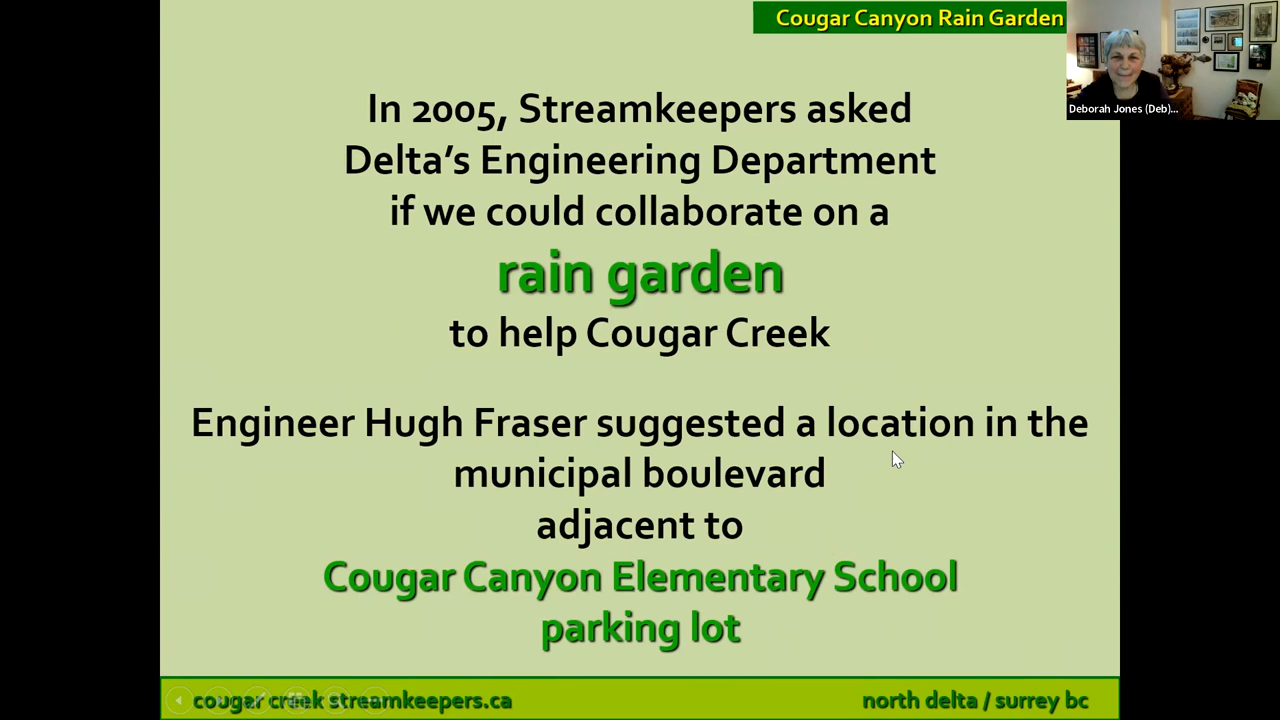 Cougar Canyon Rain Garden
Deborah Jones (Deb)...
In 2005, Streamkeepers asked
Delta's Engineering Department
if we could collaborate on a
rain garden
to help Cougar Creek
Engineer Hugh Fraser suggested a location in the
municipal boulevard
adjacent to
Cougar Canyon Elementary School
parking lot
cougar creek streamkeepers.ca
north delta / surrey bc